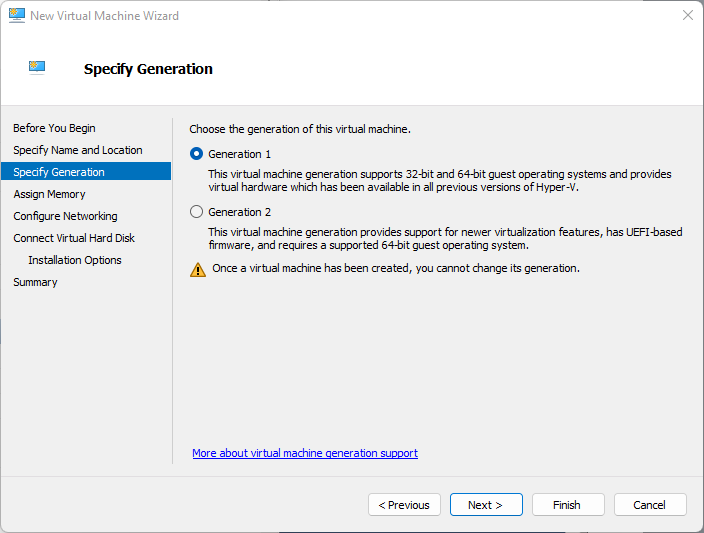 New Virtual Machine Wizard
Specify Generation
Before You Begin
Specify Name and Location
Specify Generation
Assign Memory
Configure Networking
Connect Virtual Hard Disk
Installation Options
Summary
Choose the generation of this virtual machine.
Generation 1
This virtual machine generation supports 32-bit and 64-bit guest operating systems and provides
virtual hardware which has been available in all previous versions of Hyper-V.
Generation 2
This virtual machine generation provides support for newer virtualization features, has UEFI-based
firmware, and requires a supported 64-bit guest operating system.
Once a virtual machine has been created, you cannot change its generation.
More about virtual machine generation support
< Previous
Next >
Finish
Cancel